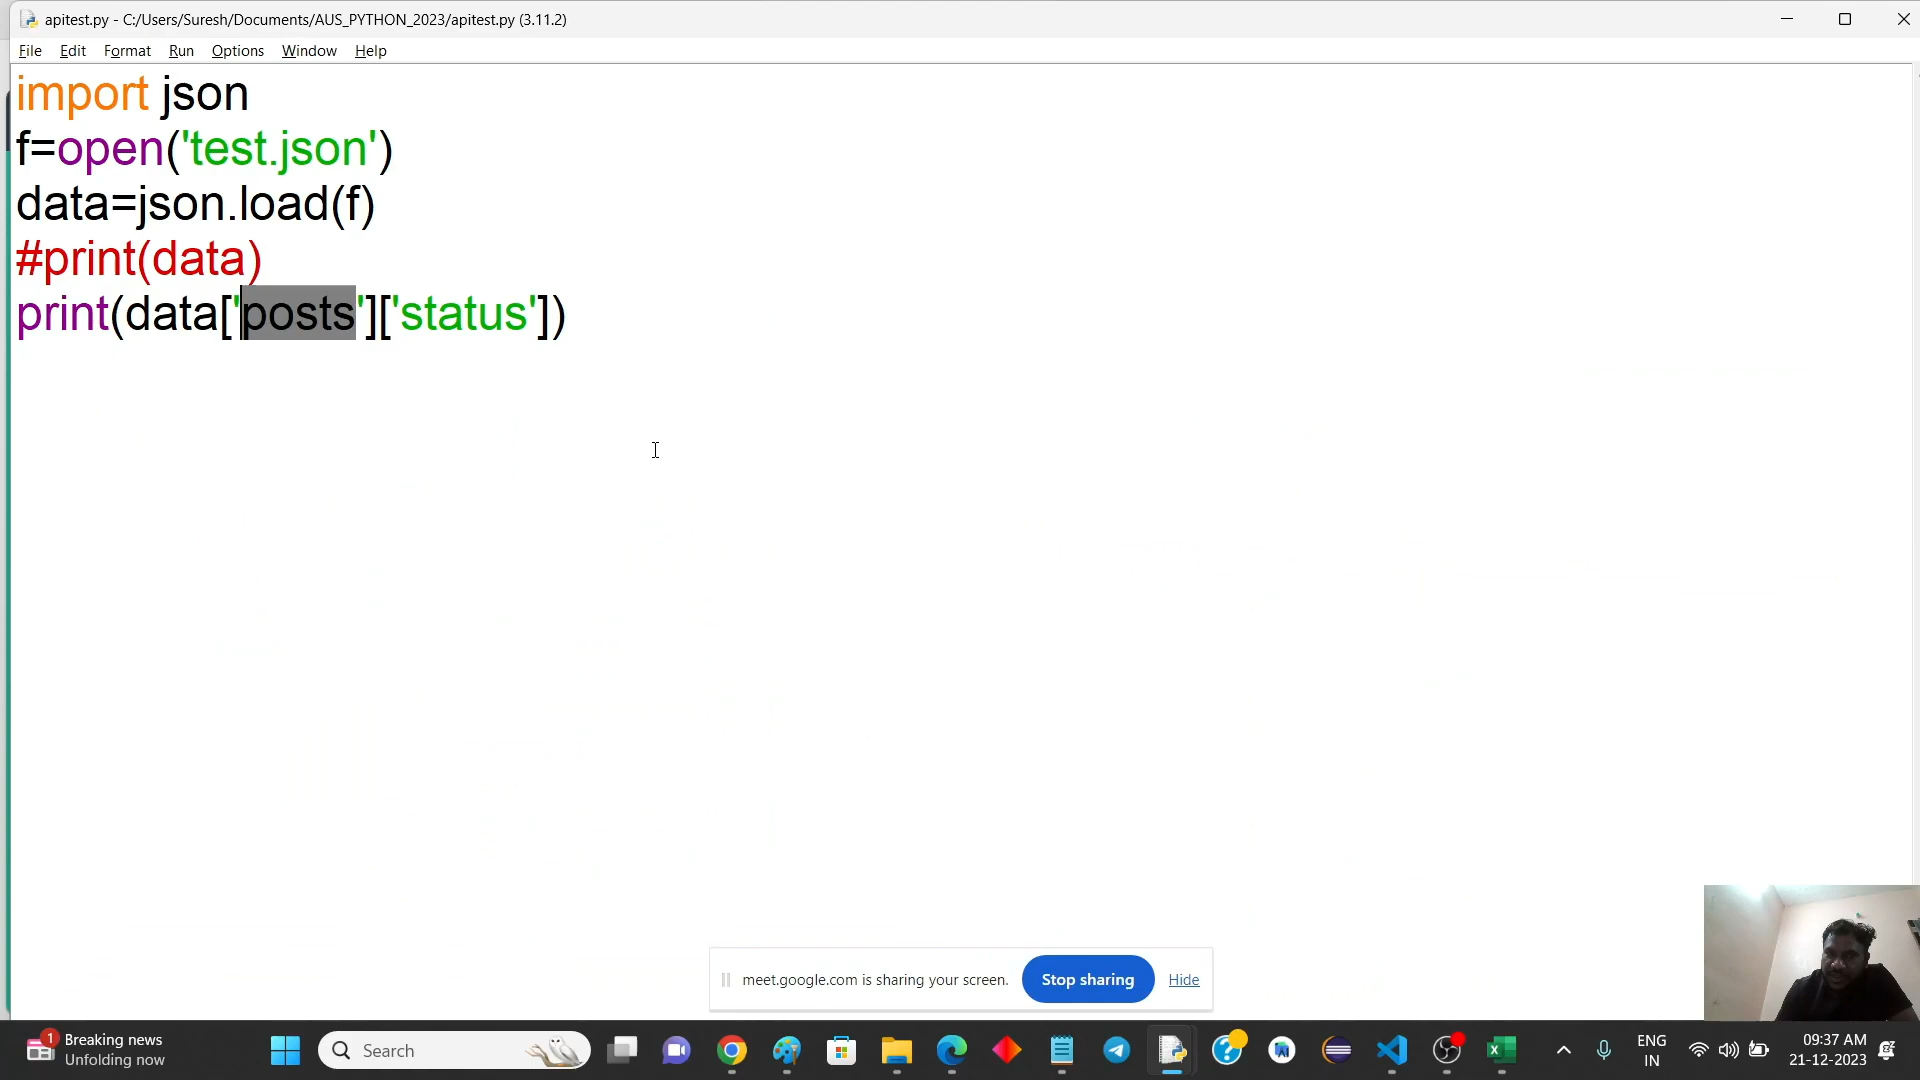 apitest.py - C:/Users/Suresh/Documents/AUS_PYTHON_2023/apitest.py (3.11.2)
File Edit Format Run Options Window Help
import json
f=open('test.json')
data=json.load(f)
#print(data)
print(data['posts']['status'])
meet.google.com is sharing your screen. Stop sharing Hide
1 Breaking news
Unfolding now
Search
ENG
IN
09:37 AM
21-12-2023